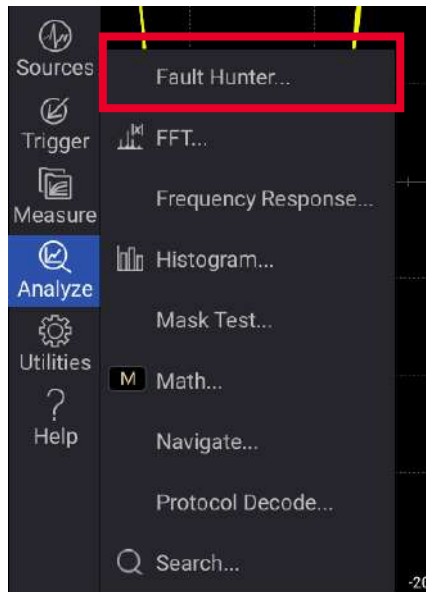 Sources
Trigger
Measure
Analyze
Utilities
Help
Fault Hunter...
FFT...
Frequency Response...
Histogram...
Mask Test...
M Math...
Navigate...
Protocol Decode...
Search...